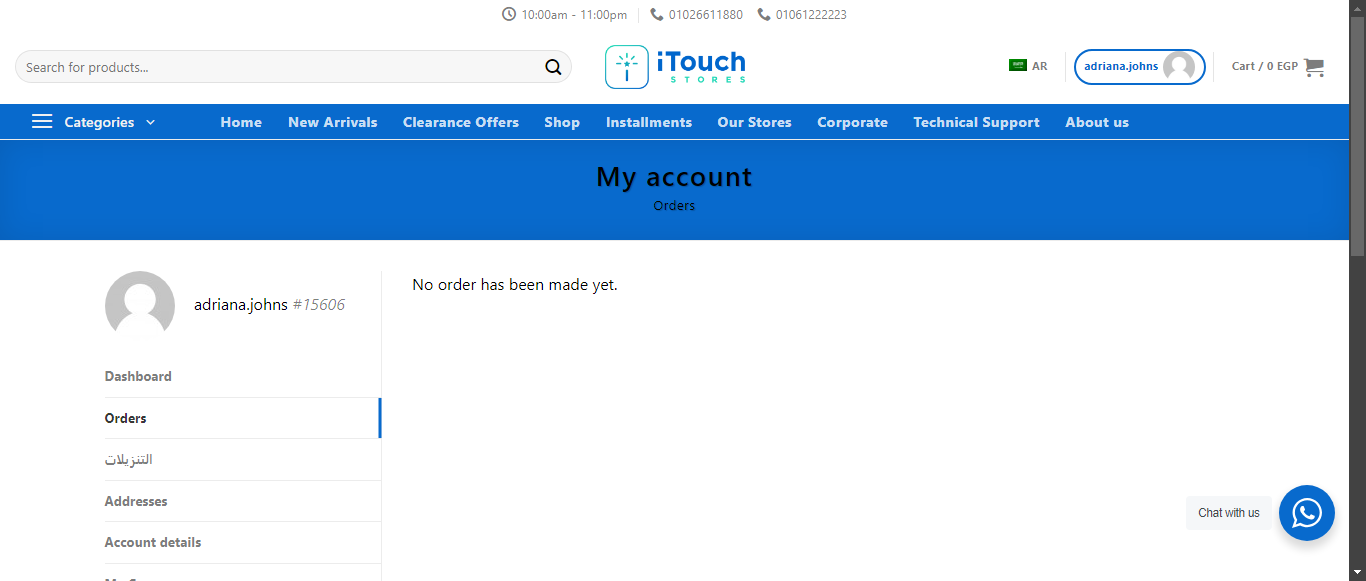 10:00am - 11:00pm 01026611880 01061222223
Search for products... iTouch STORES AR adriana.johns Cart / 0 EGP
Categories Home New Arrivals Clearance Offers Shop Installments Our Stores Corporate Technical Support About us
My account
Orders
adriana.johns #15606
No order has been made yet.
Dashboard
Orders
التنزيلات
Addresses
Chat with us
Account details